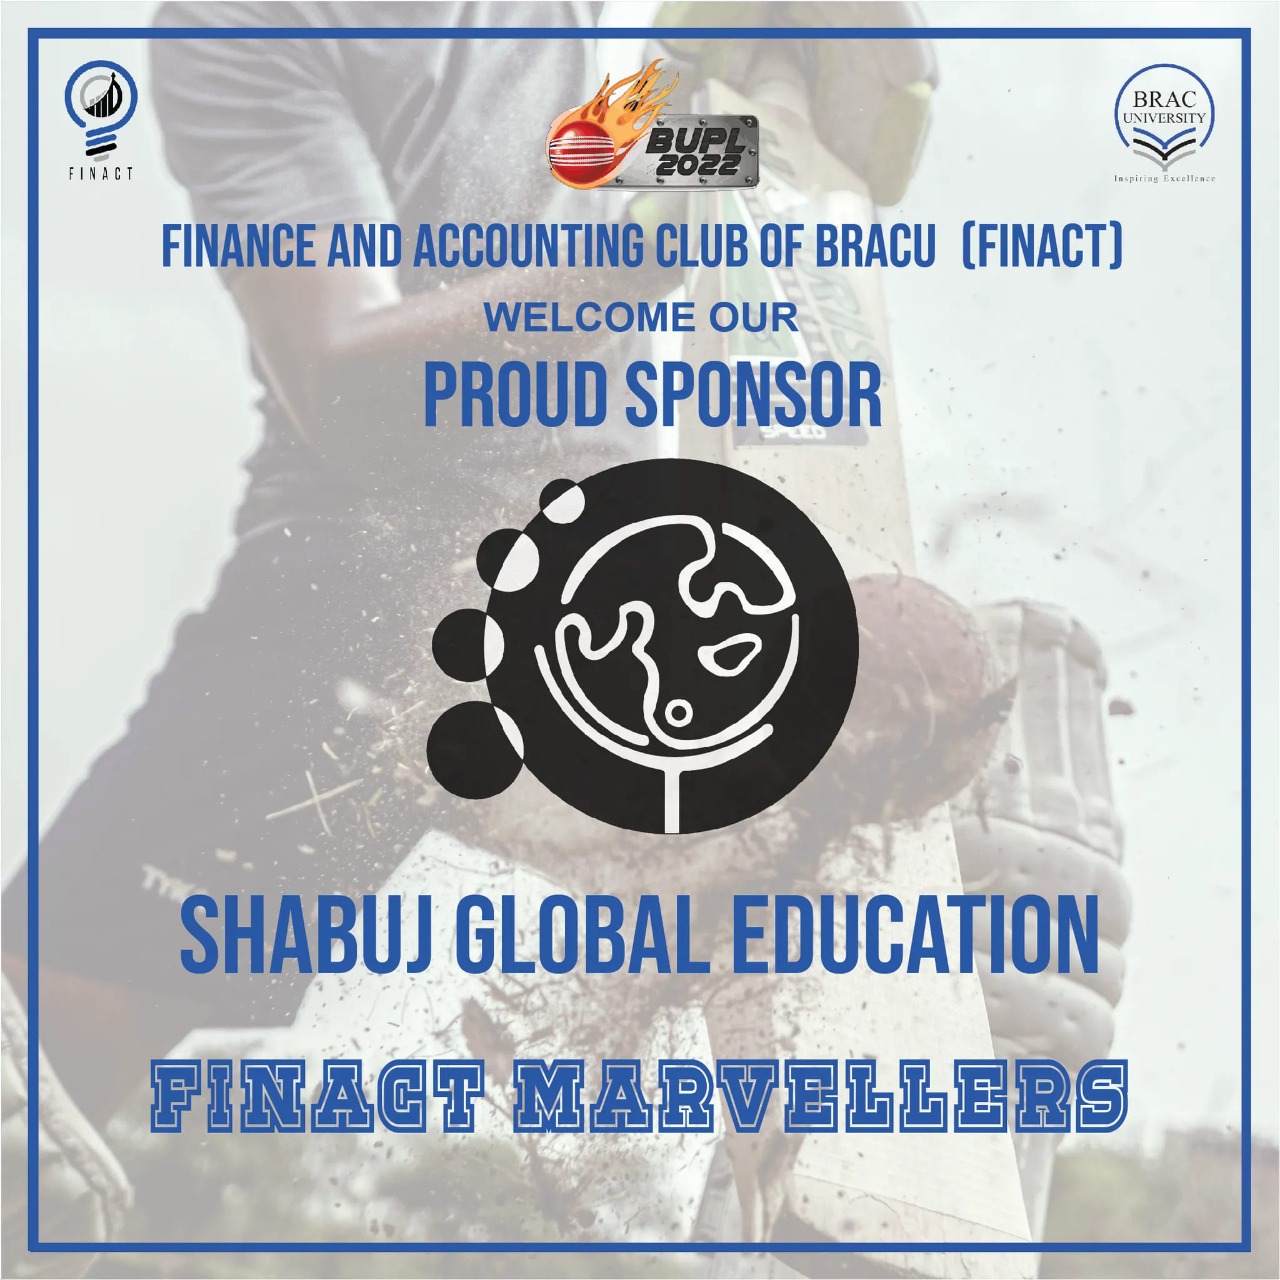 FINACT
BUPL
2022
BRAC
UNIVERSITY
Inspiring Excellence
FINANCE AND ACCOUNTING CLUB OF BRACU (FINACT)
WELCOME OUR
PROUD SPONSOR
SPEED
SHABUJ GLOBAL EDUCATION
FINACT MARVELLERS